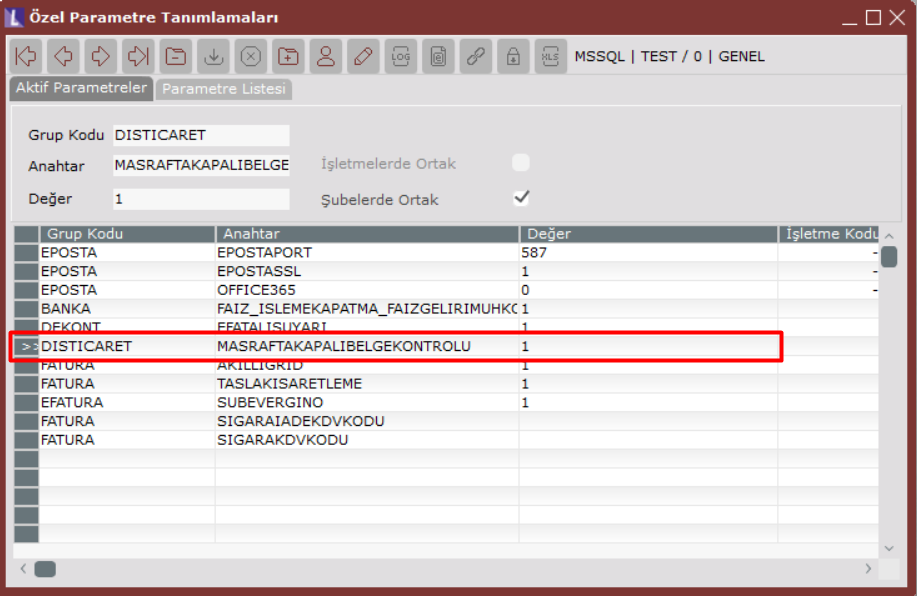 Özel Parametre Tanımlamaları
LOG XLS MSSQL | TEST / 0 | GENEL
Aktif Parametreler Parametre Listesi
Grup Kodu DISTICARET
Anahtar MASRAFTAKAPALIBELGE İşletmelerde Ortak
Değer 1 Şubelerde Ortak
Grup Kodu Anahtar Değer İşletme Kodu
EPOSTA EPOSTAPORT 587 -
EPOSTA EPOSTASSL 1 -
EPOSTA OFFICE365 0 -
BANKA FAIZ_ISLEMEKAPATMA_FAIZGELIRIMUHKO 1
DEKONT EFATALISUYARI 1
>> DISTICARET MASRAFTAKAPALIBELGEKONTROLU 1
FATURA AKILLIGRID 1
FATURA TASLAKISARETLEME 1
EFATURA SUBEVERGINO 1
FATURA SIGARAIADEKDVKODU
FATURA SIGARAKDVKODU